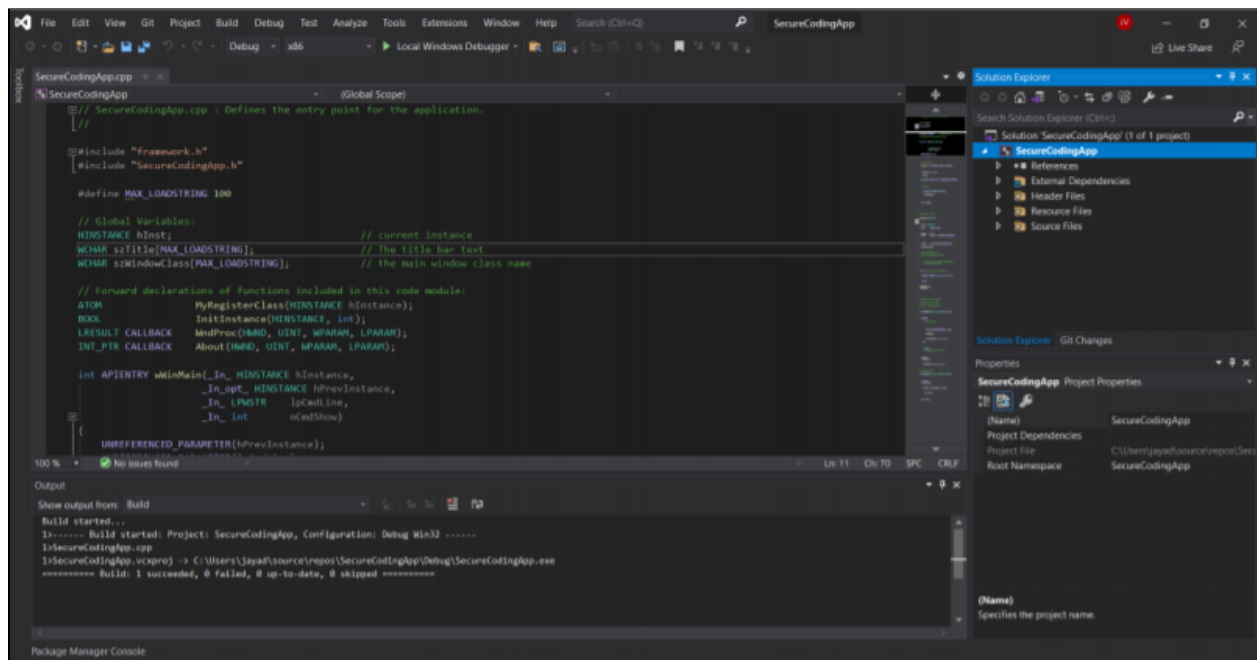 File Edit View Git Project Build Debug Test Analyze Tools Extensions Window Help Search (Ctrl+Q) SecureCodingApp JV
Debug x86 Local Windows Debugger Live Share
Toolbox
SecureCodingApp.cpp
SecureCodingApp (Global Scope)
// SecureCodingApp.cpp : Defines the entry point for the application.
//
#include "framework.h"
#include "SecureCodingApp.h"
#define MAX_LOADSTRING 100
// Global Variables:
HINSTANCE hInst; // current instance
WCHAR szTitle[MAX_LOADSTRING]; // The title bar text
WCHAR szWindowClass[MAX_LOADSTRING]; // the main window class name
// Forward declarations of functions included in this code module:
ATOM MyRegisterClass(HINSTANCE hInstance);
BOOL InitInstance(HINSTANCE, int);
LRESULT CALLBACK WndProc(HWND, UINT, WPARAM, LPARAM);
INT_PTR CALLBACK About(HWND, UINT, WPARAM, LPARAM);
int APIENTRY wWinMain(_In_ HINSTANCE hInstance,
_In_opt_ HINSTANCE hPrevInstance,
_In_ LPWSTR lpCmdLine,
_In_ int nCmdShow)
{
UNREFERENCED_PARAMETER(hPrevInstance);
100 % No issues found Ln: 11 Ch: 70 SPC CRLF
Output
Show output from: Build
Build started...
1>------ Build started: Project: SecureCodingApp, Configuration: Debug Win32 ------
1>SecureCodingApp.cpp
1>SecureCodingApp.vcxproj -> C:\Users\jayad\source\repos\SecureCodingApp\Debug\SecureCodingApp.exe
========== Build: 1 succeeded, 0 failed, 0 up-to-date, 0 skipped ==========
Package Manager Console
Solution Explorer
Search Solution Explorer (Ctrl+;)
Solution 'SecureCodingApp' (1 of 1 project)
SecureCodingApp
References
External Dependencies
Header Files
Resource Files
Source Files
Solution Explorer Git Changes
Properties
SecureCodingApp Project Properties
(Name) SecureCodingApp
Project Dependencies
Project File C:\Users\jayad\source\repos\Secu
Root Namespace SecureCodingApp
(Name)
Specifies the project name.